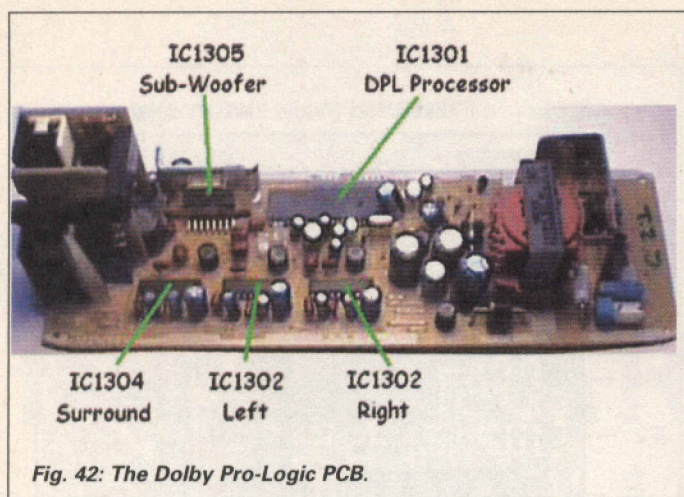 IC1305
Sub-Woofer
IC1301
DPL Processor
IC1304
Surround
IC1302
Left
IC1302
Right
Fig. 42: The Dolby Pro-Logic PCB.